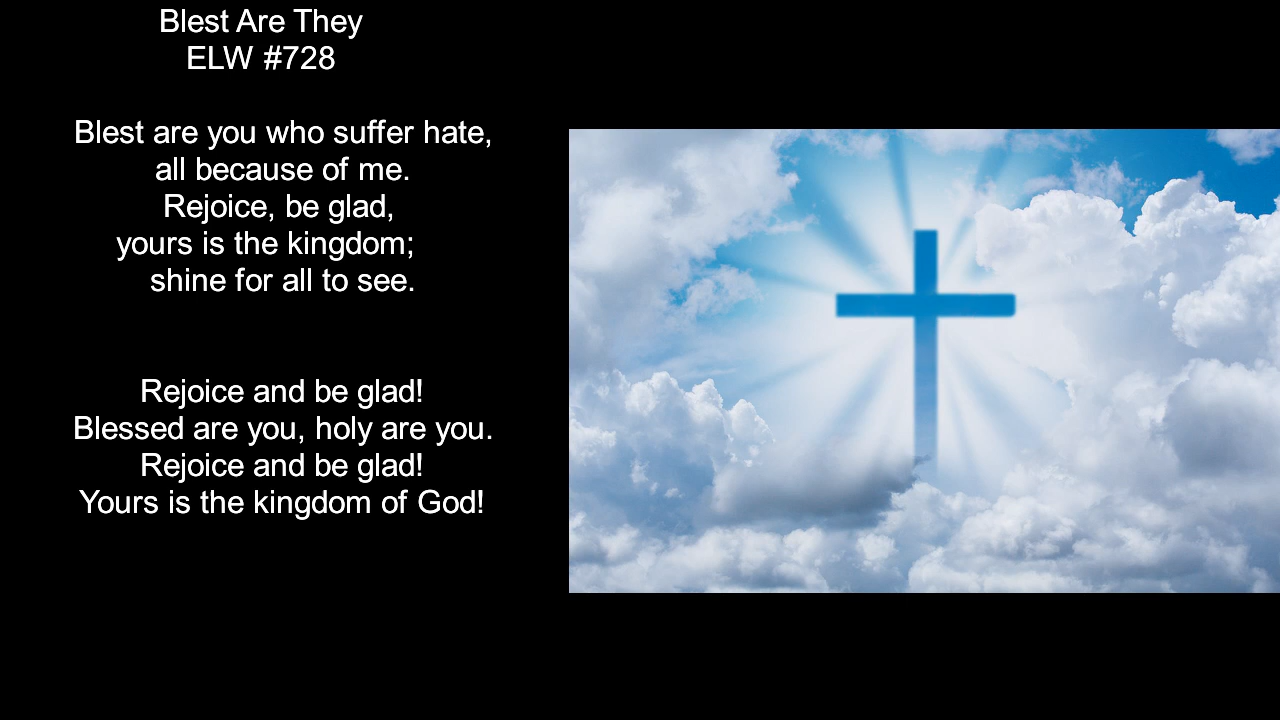 Blest Are They
ELW #728
Blest are you who suffer hate,
all because of me.
Rejoice, be glad,
yours is the kingdom;
shine for all to see.
Rejoice and be glad!
Blessed are you, holy are you.
Rejoice and be glad!
Yours is the kingdom of God!